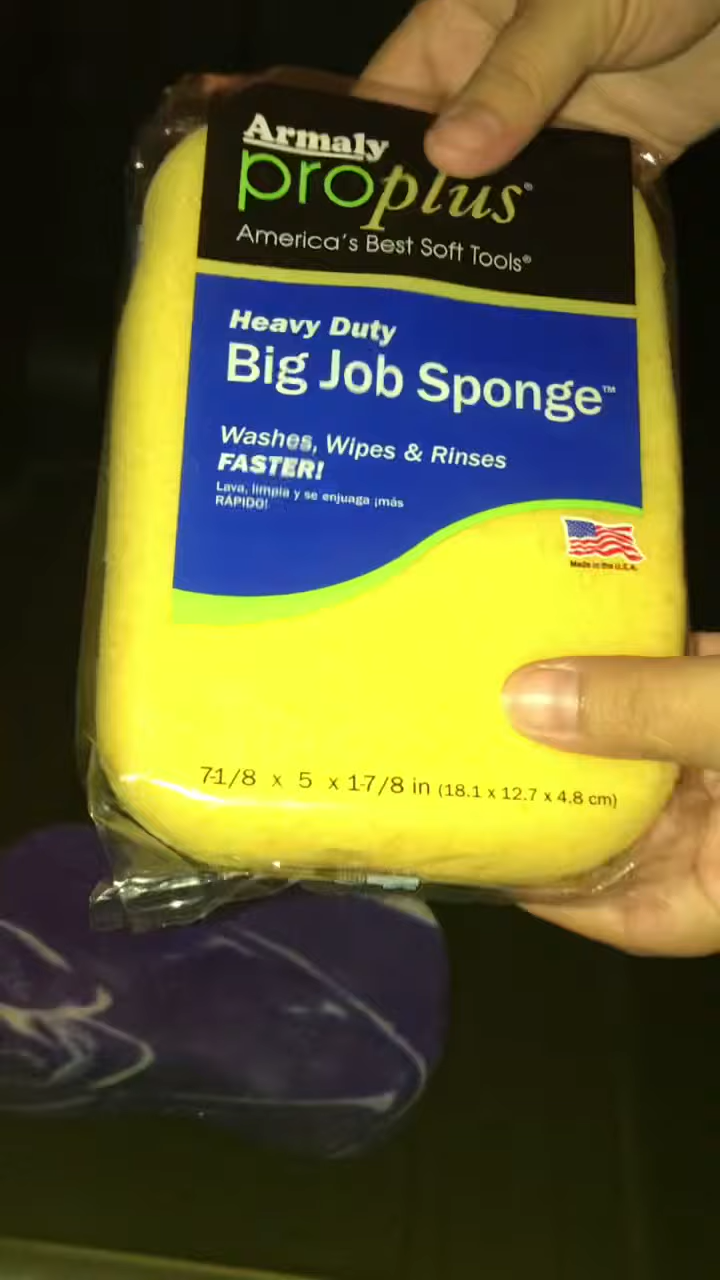 Armaly
proplus®
America's Best Soft Tools®
Heavy Duty
Big Job Sponge™
Washes, Wipes & Rinses
FASTER!
Lava, limpia y se enjuaga ¡más
RÁPIDO!
Made in the U.S.A.
7-1/8 x 5 x 1-7/8 in (18.1 x 12.7 x 4.8 cm)